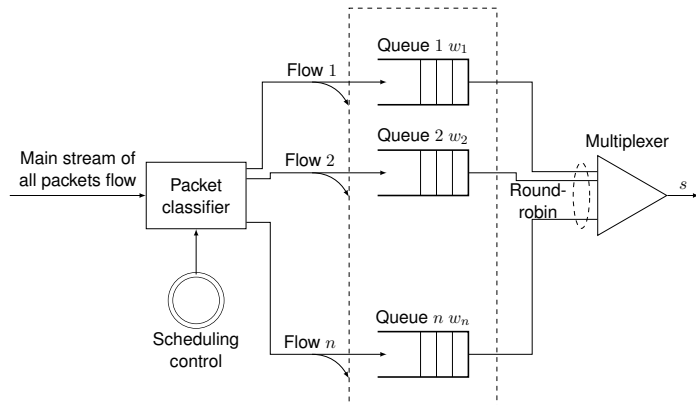 Queue 1 w₁
Flow 1
Queue 2 w₂
Flow 2
Multiplexer
Main stream of
all packets flow
Packet
classifier
Round-
robin
s
Queue n wₙ
Scheduling
control
Flow n